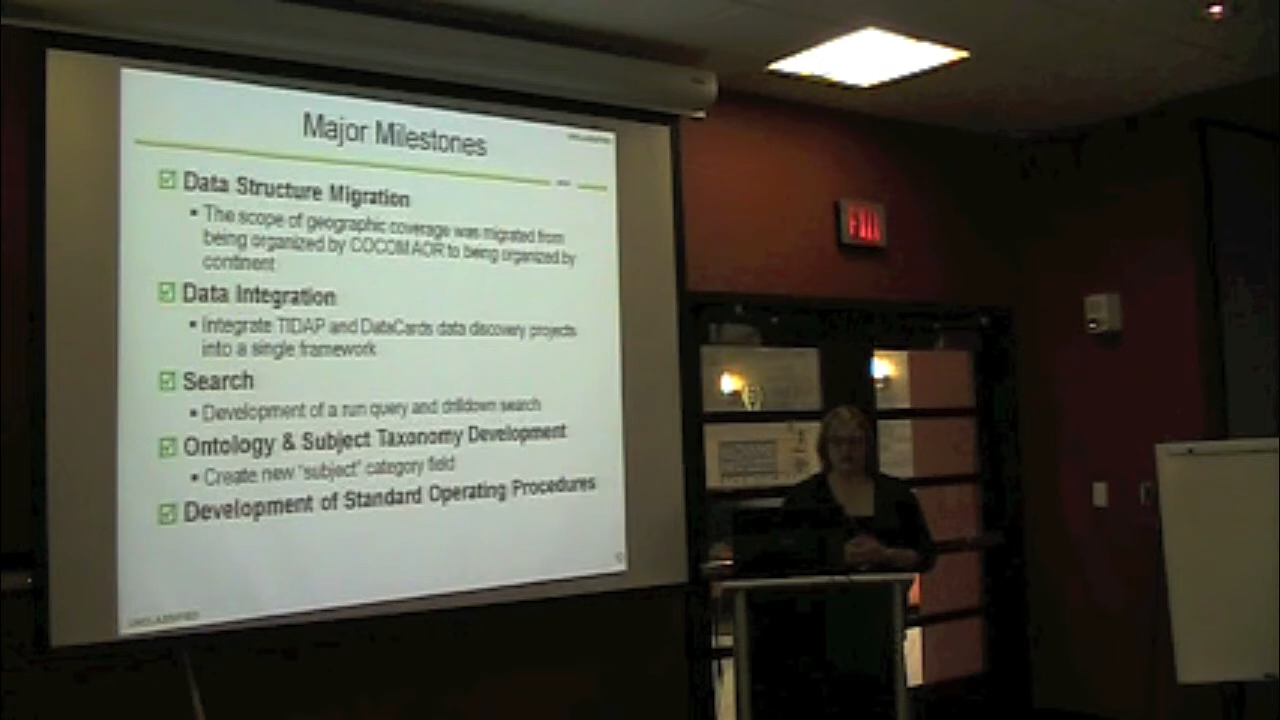 Major Milestones
UNCLASSIFIED
Data Structure Migration
▪ The scope of geographic coverage was migrated from
being organized by COCOM AOR to being organized by
continent
Data Integration
▪ Integrate TIDAP and DataCards data discovery projects
into a single framework
Search
▪ Development of a run query and drilldown search
Ontology & Subject Taxonomy Development
▪ Create new "subject" category field
Development of Standard Operating Procedures
UNCLASSIFIED
EXIT